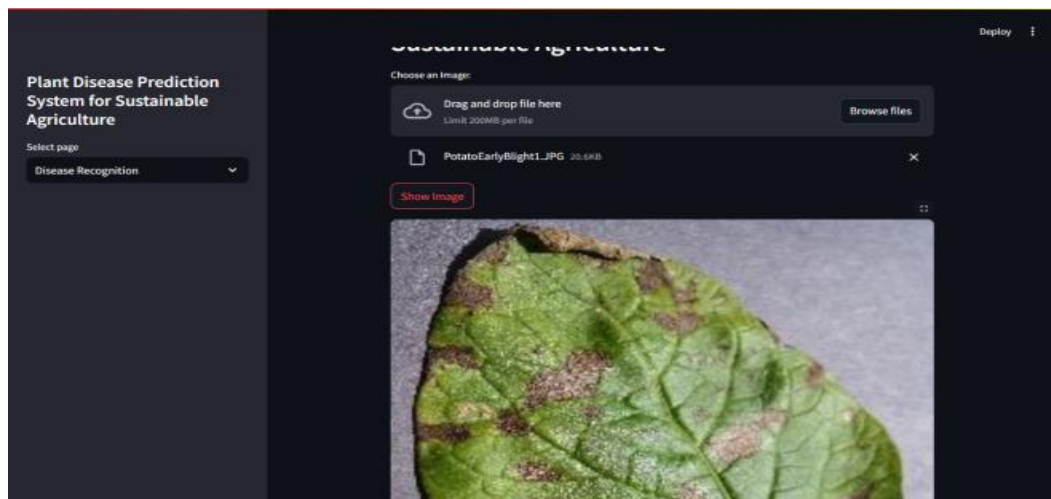 Deploy
Sustainable Agriculture
Plant Disease Prediction
System for Sustainable
Agriculture
Select page
Disease Recognition
Choose an Image:
Drag and drop file here
Limit 200MB per file
Browse files
PotatoEarlyBlight1.JPG 20.6KB
Show Image